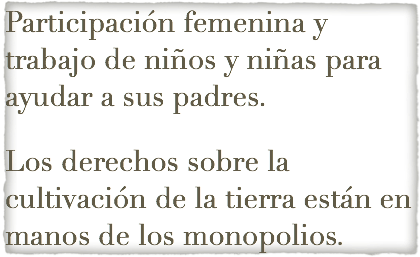 Participación femenina y
trabajo de niños y niñas para
ayudar a sus padres.
Los derechos sobre la
cultivación de la tierra están en
manos de los monopolios.